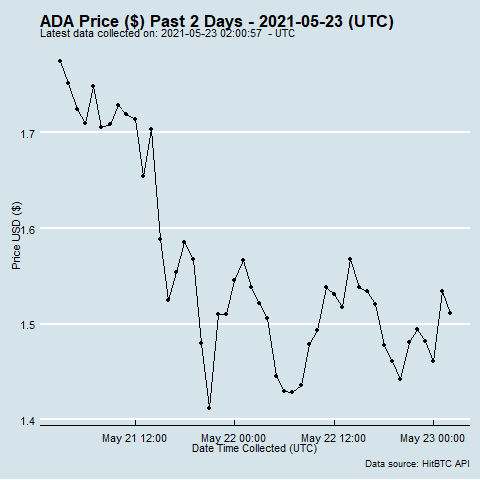 ADA Price ($) Past 2 Days - 2021-05-23 (UTC)
Latest data collected on: 2021-05-23 02:00:57 - UTC
1.7
1.6
1.5
1.4
Price USD ($)
May 21 12:00
May 22 00:00
May 22 12:00
May 23 00:00
Date Time Collected (UTC)
Data source: HitBTC API